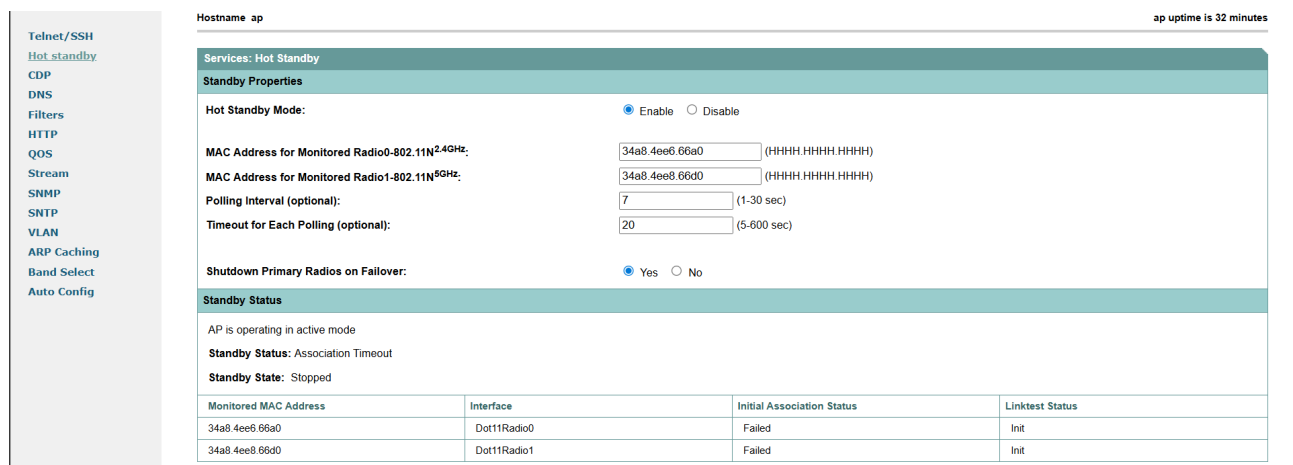 Hostname ap ap uptime is 32 minutes
Telnet/SSH
Hot standby
CDP
DNS
Filters
HTTP
QOS
Stream
SNMP
SNTP
VLAN
ARP Caching
Band Select
Auto Config
Services: Hot Standby
Standby Properties
Hot Standby Mode: Enable Disable
MAC Address for Monitored Radio0-802.11N2.4GHz: 34a8.4ee6.66a0 (HHHH.HHHH.HHHH)
MAC Address for Monitored Radio1-802.11N5GHz: 34a8.4ee8.66d0 (HHHH.HHHH.HHHH)
Polling Interval (optional): 7 (1-30 sec)
Timeout for Each Polling (optional): 20 (5-600 sec)
Shutdown Primary Radios on Failover: Yes No
Standby Status
AP is operating in active mode
Standby Status: Association Timeout
Standby State: Stopped
Monitored MAC Address Interface Initial Association Status Linktest Status
34a8.4ee6.66a0 Dot11Radio0 Failed Init
34a8.4ee8.66d0 Dot11Radio1 Failed Init